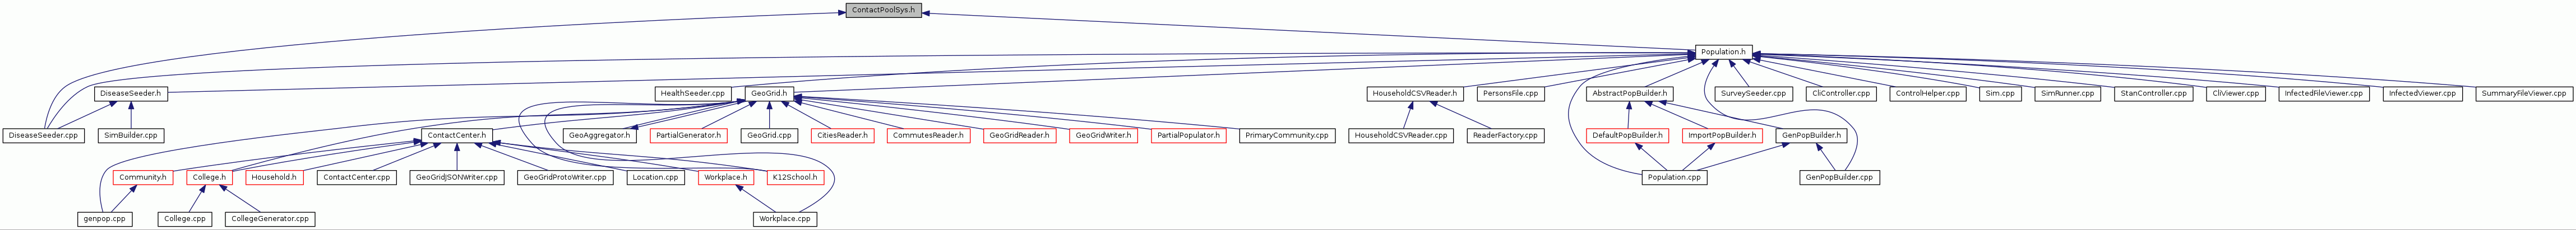 ContactPoolSys.h
Population.h
DiseaseSeeder.h
HealthSeeder.cpp
GeoGrid.h
HouseholdCSVReader.h
PersonsFile.cpp
AbstractPopBuilder.h
SurveySeeder.cpp
CliController.cpp
ControlHelper.cpp
Sim.cpp
SimRunner.cpp
StanController.cpp
CliViewer.cpp
InfectedFileViewer.cpp
InfectedViewer.cpp
SummaryFileViewer.cpp
DiseaseSeeder.cpp
SimBuilder.cpp
ContactCenter.h
GeoAggregator.h
PartialGenerator.h
GeoGrid.cpp
CitiesReader.h
CommutesReader.h
GeoGridReader.h
GeoGridWriter.h
PartialPopulator.h
PrimaryCommunity.cpp
HouseholdCSVReader.cpp
ReaderFactory.cpp
DefaultPopBuilder.h
ImportPopBuilder.h
GenPopBuilder.h
Community.h
College.h
Household.h
ContactCenter.cpp
GeoGridJSONWriter.cpp
GeoGridProtoWriter.cpp
Location.cpp
Workplace.h
K12School.h
Population.cpp
GenPopBuilder.cpp
genpop.cpp
College.cpp
CollegeGenerator.cpp
Workplace.cpp